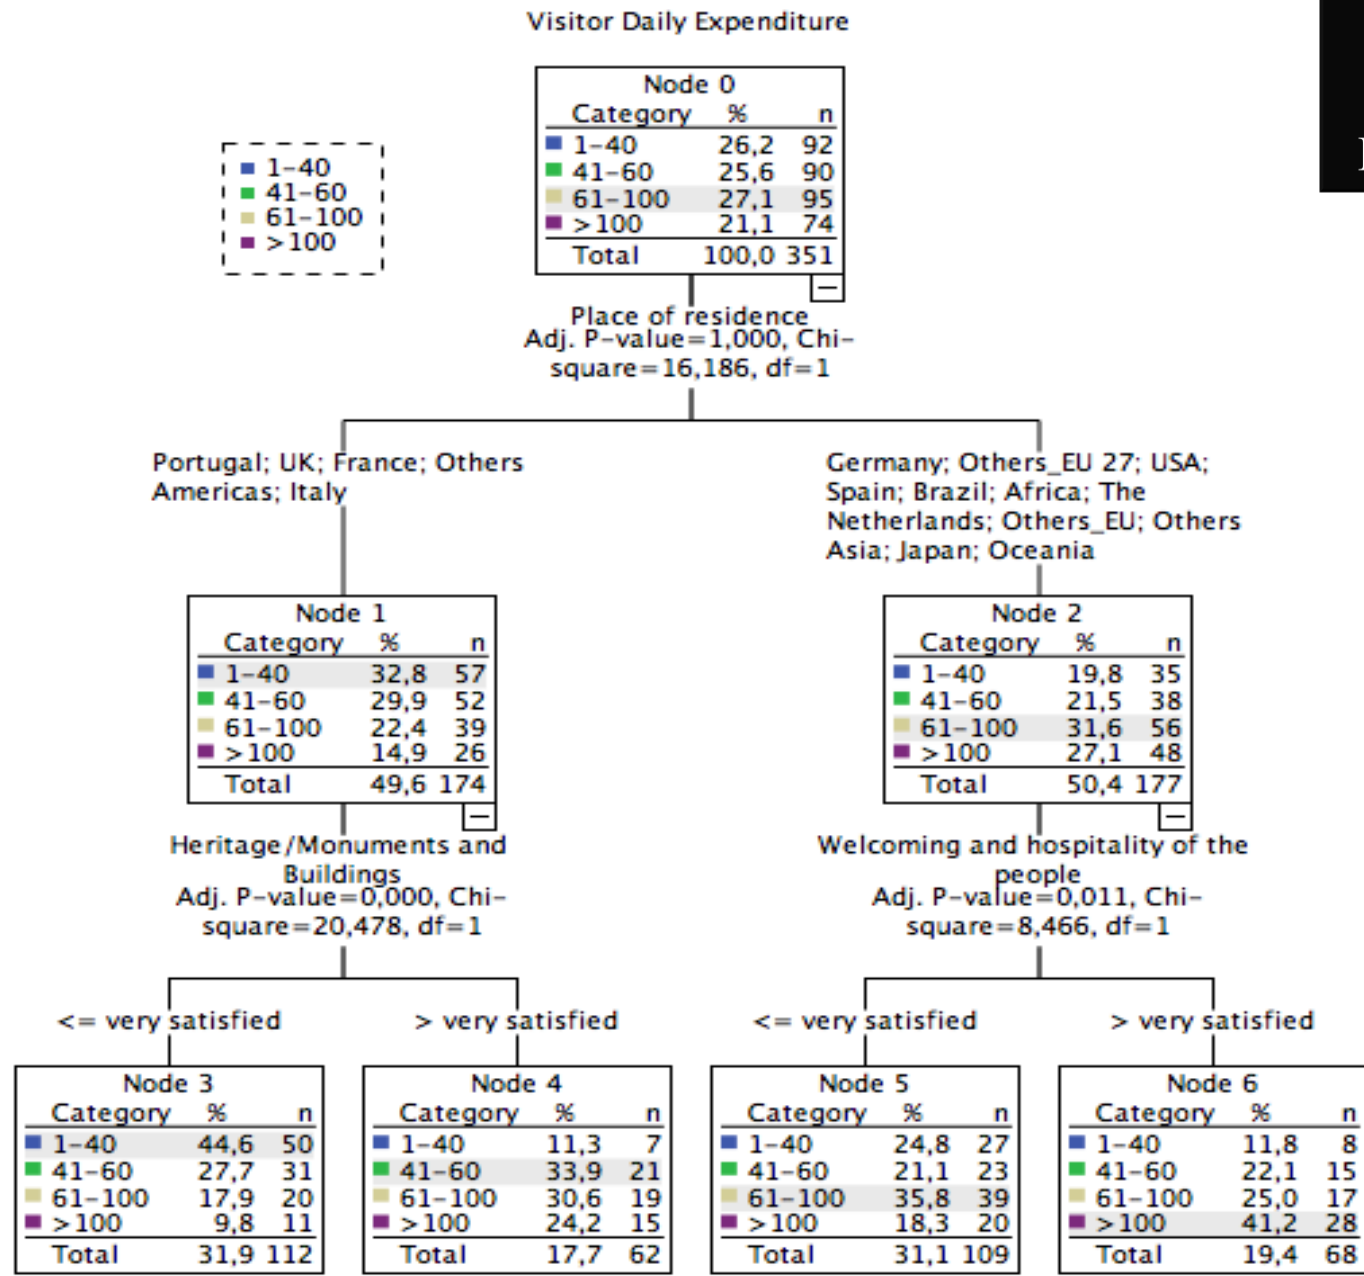 Visitor Daily Expenditure
Node 0
Category % n
1-40 26,2 92
41-60 25,6 90
61-100 27,1 95
>100 21,1 74
Total 100,0 351
1-40
41-60
61-100
>100
Place of residence
Adj. P-value=1,000, Chi-
square=16,186, df=1
Portugal; UK; France; Others
Americas; Italy
Germany; Others_EU 27; USA;
Spain; Brazil; Africa; The
Netherlands; Others_EU; Others
Asia; Japan; Oceania
Node 1
Category % n
1-40 32,8 57
41-60 29,9 52
61-100 22,4 39
>100 14,9 26
Total 49,6 174
Node 2
Category % n
1-40 19,8 35
41-60 21,5 38
61-100 31,6 56
>100 27,1 48
Total 50,4 177
Heritage/Monuments and
Buildings
Adj. P-value=0,000, Chi-
square=20,478, df=1
Welcoming and hospitality of the
people
Adj. P-value=0,011, Chi-
square=8,466, df=1
<= very satisfied
> very satisfied
<= very satisfied
> very satisfied
Node 3
Category % n
1-40 44,6 50
41-60 27,7 31
61-100 17,9 20
>100 9,8 11
Total 31,9 112
Node 4
Category % n
1-40 11,3 7
41-60 33,9 21
61-100 30,6 19
>100 24,2 15
Total 17,7 62
Node 5
Category % n
1-40 24,8 27
41-60 21,1 23
61-100 35,8 39
>100 18,3 20
Total 31,1 109
Node 6
Category % n
1-40 11,8 8
41-60 22,1 15
61-100 25,0 17
>100 41,2 28
Total 19,4 68